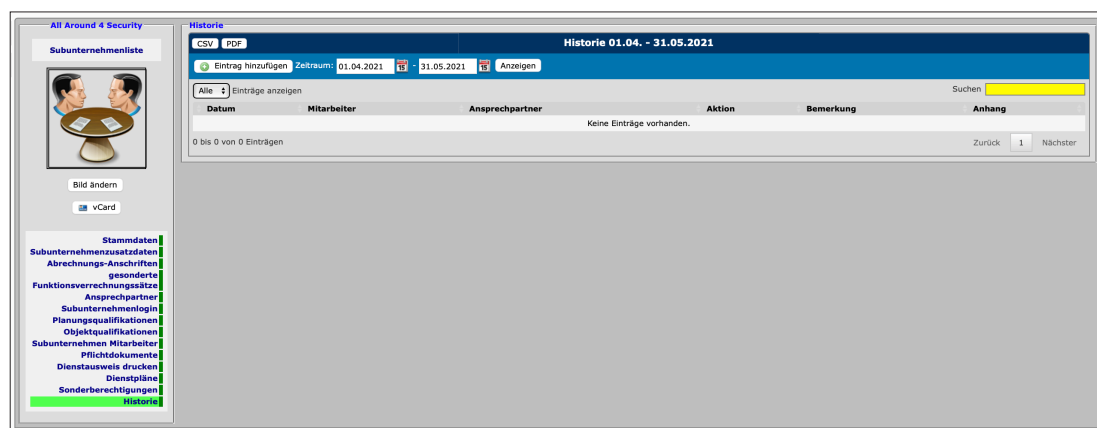 All Around 4 Security
Subunternehmenliste
Bild ändern
vCard
Stammdaten
Subunternehmenzusatzdaten
Abrechnungs-Anschriften
gesonderte
Funktionsverrechnungssätze
Ansprechpartner
Subunternehmenlogin
Planungsqualifikationen
Objektqualifikationen
Subunternehmen Mitarbeiter
Pflichtdokumente
Dienstausweis drucken
Dienstpläne
Sonderberechtigungen
Historie
Historie
CSV PDF Historie 01.04. - 31.05.2021
Eintrag hinzufügen Zeitraum: 01.04.2021 15 - 31.05.2021 15 Anzeigen
Alle Einträge anzeigen Suchen
Datum Mitarbeiter Ansprechpartner Aktion Bemerkung Anhang
Keine Einträge vorhanden.
0 bis 0 von 0 Einträgen Zurück 1 Nächster